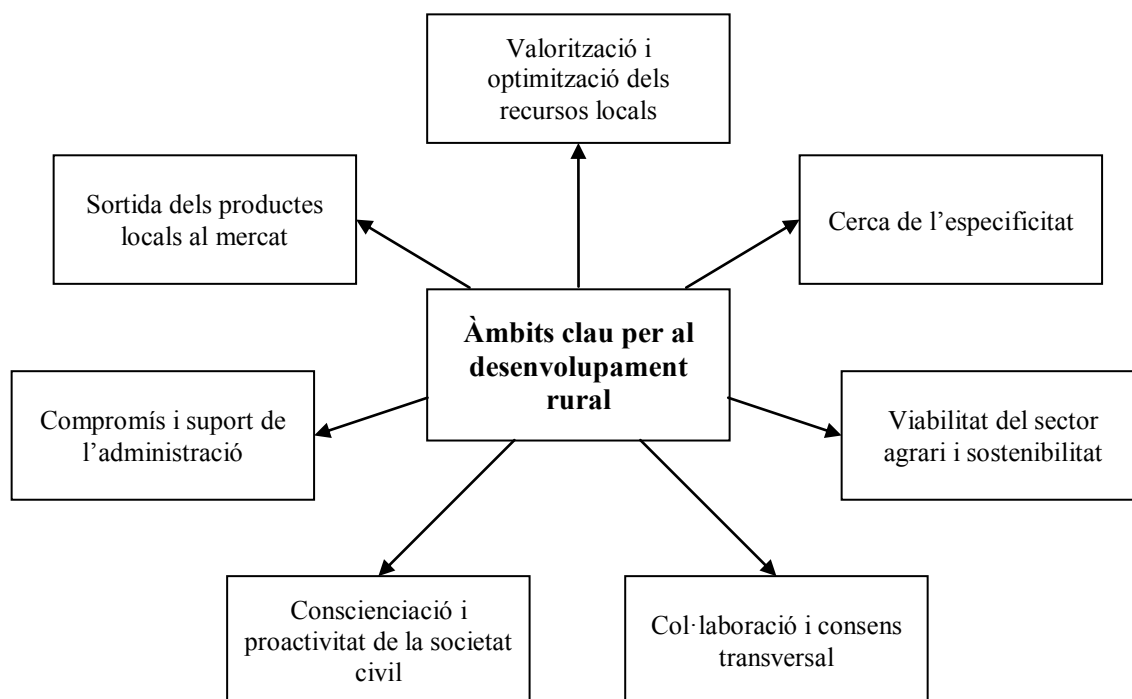 Valorització i
optimització dels
recursos locals
Sortida dels productes
locals al mercat
Cerca de l’especificitat
Àmbits clau per al
desenvolupament
rural
Compromís i suport de
l’administració
Viabilitat del sector
agrari i sostenibilitat
Conscienciació i
proactivitat de la societat
civil
Col·laboració i consens
transversal